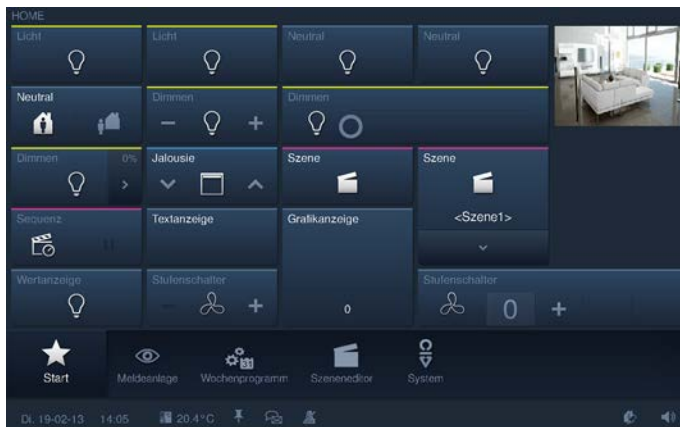 HOME
Licht Licht Neutral Neutral
Neutral Dimmen Dimmen
Dimmen 0% Jalousie Szene Szene
<Szene1>
Sequenz Textanzeige Grafikanzeige
Wertanzeige Stufenschalter 0 Stufenschalter
0
Start Meldeanlage Wochenprogramm Szeneneditor System
31
Di. 19-02-13 14:05 20.4°C